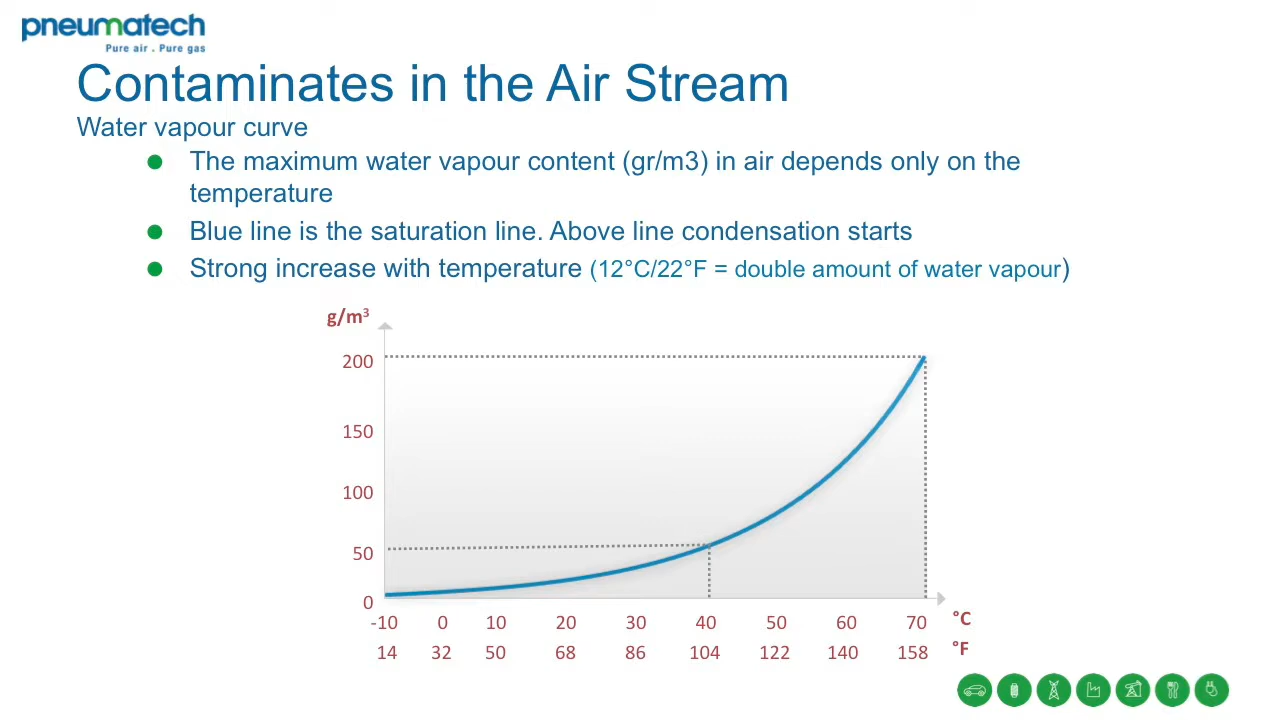 pneumatech
Pure air . Pure gas
Contaminates in the Air Stream
Water vapour curve
The maximum water vapour content (gr/m3) in air depends only on the
temperature
Blue line is the saturation line. Above line condensation starts
Strong increase with temperature (12°C/22°F = double amount of water vapour)
g/m³
200
150
100
50
0
-10 0 10 20 30 40 50 60 70 °C
14 32 50 68 86 104 122 140 158 °F